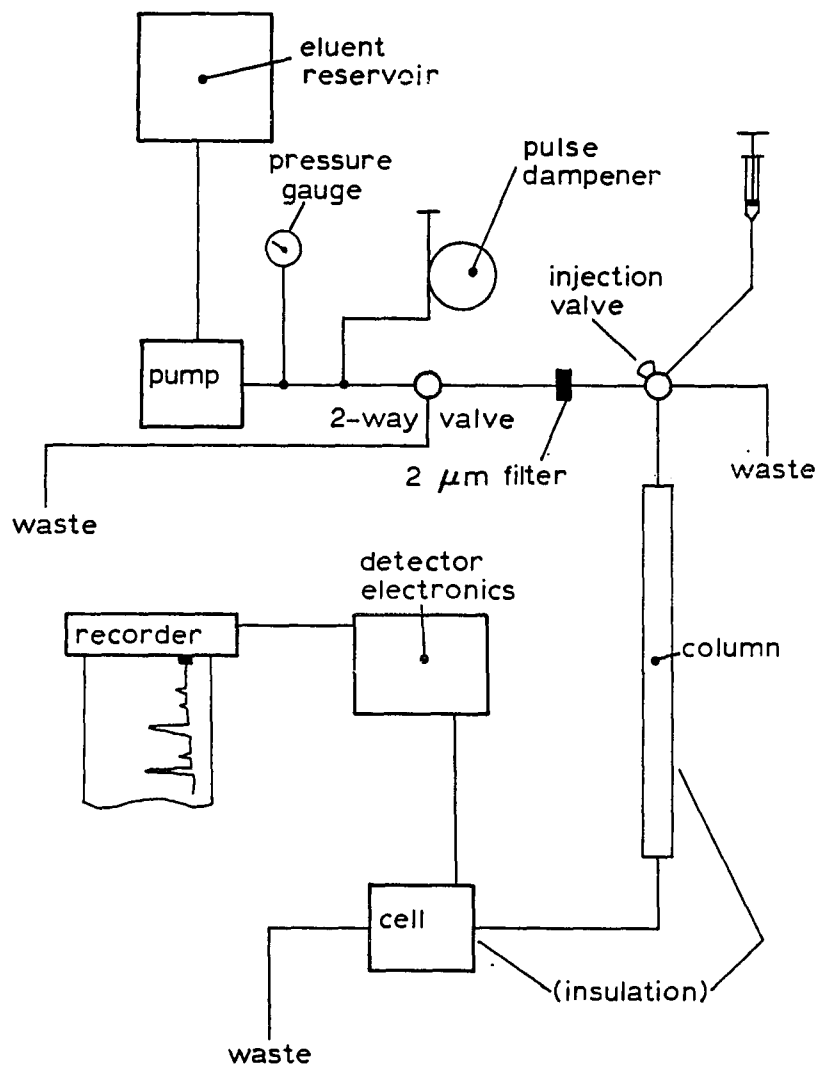 eluent
reservoir
pressure
gauge
pulse
dampener
injection
valve
pump
2-way valve
2 μm filter
waste
waste
detector
electronics
recorder
column
cell
(insulation)
waste